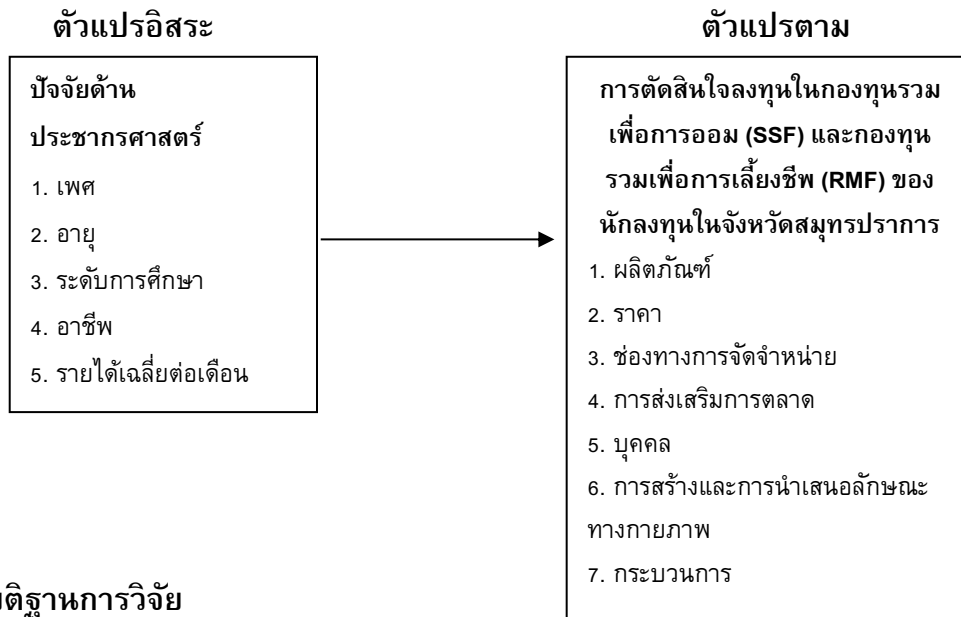 ตัวแปรอิสระ
ปัจจัยด้าน
ประชากรศาสตร์
1. เพศ
2. อายุ
3. ระดับการศึกษา
4. อาชีพ
5. รายได้เฉลี่ยต่อเดือน
ตัวแปรตาม
การตัดสินใจลงทุนในกองทุนรวม
เพื่อการออม (SSF) และกองทุน
รวมเพื่อการเลี้ยงชีพ (RMF) ของ
นักลงทุนในจังหวัดสมุทรปราการ
1. ผลิตภัณฑ์
2. ราคา
3. ช่องทางการจัดจำหน่าย
4. การส่งเสริมการตลาด
5. บุคคล
6. การสร้างและการนำเสนอลักษณะ
ทางกายภาพ
7. กระบวนการ
มติฐานการวิจัย